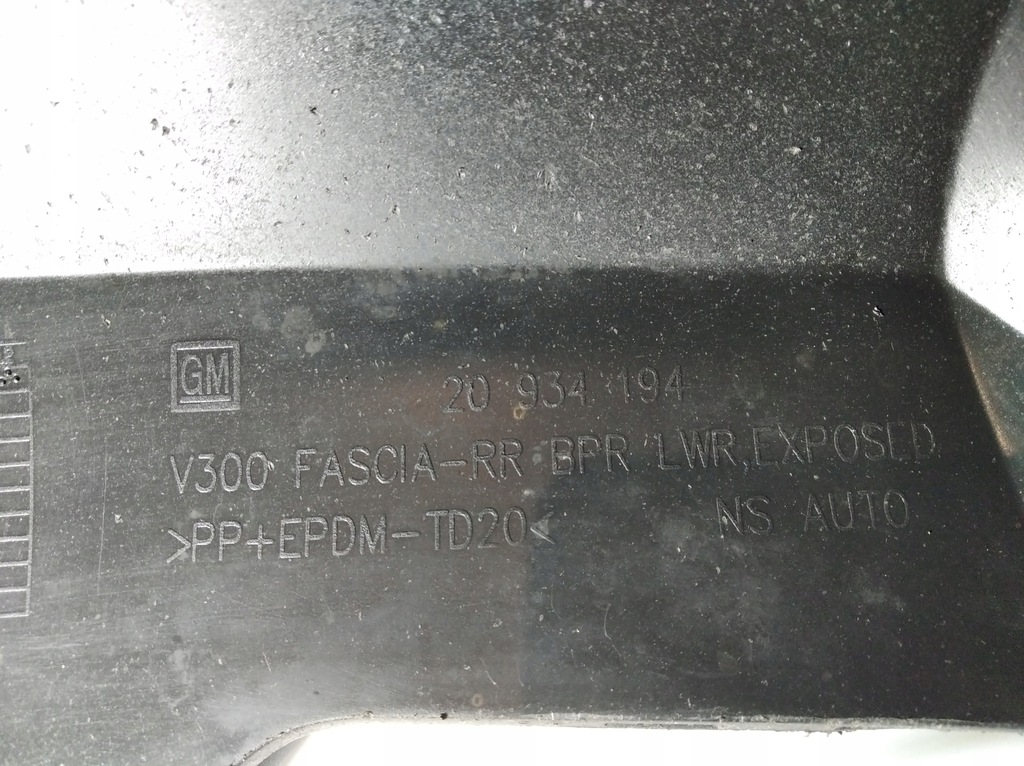 GM
20 934 194
V300 FASCIA-RR BPR LWR,EXPOSED
>PP+EPDM-TD20<
NS AUTO